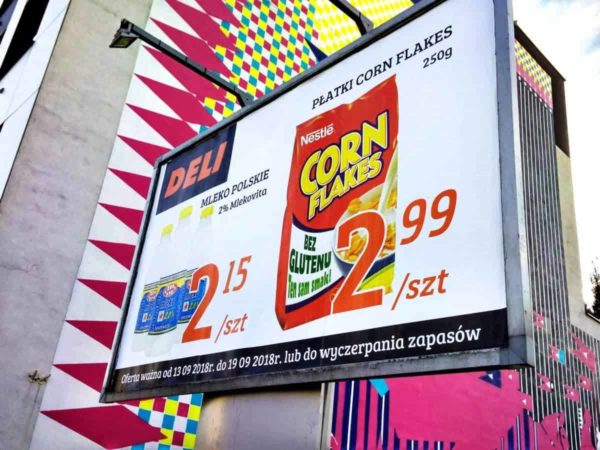 DELI
MLEKO POLSKIE
2% Mlekovita
2 15
/szt
PŁATKI CORN FLAKES
250g
Nestlé
CORN
FLAKES
BEZ
GLUTENU
Ten sam smak!
2 99
/szt
Oferta ważna od 13 09 2018r. do 19 09 2018r. lub do wyczerpania zapasów